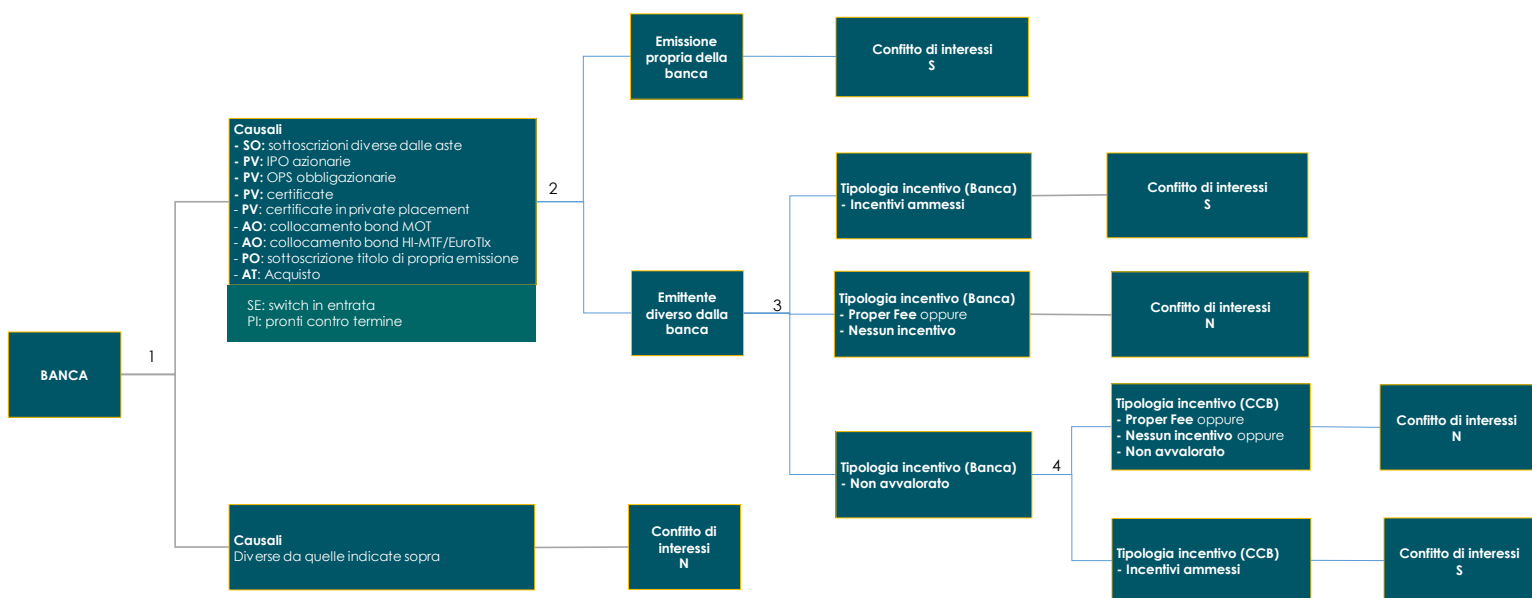 Emissione
propria della
banca
Confitto di interessi
S
Causali
- SO: sottoscrizioni diverse dalle aste
- PV: IPO azionarie
- PV: OPS obbligazionarie
- PV: certificate
- PV: certificate in private placement
- AO: collocamento bond MOT
- AO: collocamento bond HI-MTF/EuroTlx
- PO: sottoscrizione titolo di propria emissione
- AT: Acquisto
SE: switch in entrata
PI: pronti contro termine
2
Tipologia incentivo (Banca)
- Incentivi ammessi
Confitto di interessi
S
Emittente
diverso dalla
banca
3
Tipologia incentivo (Banca)
- Proper Fee oppure
- Nessun incentivo
Confitto di interessi
N
BANCA
1
Tipologia incentivo (Banca)
- Non avvalorato
4
Tipologia incentivo (CCB)
- Proper Fee oppure
- Nessun incentivo oppure
- Non avvalorato
Confitto di interessi
N
Causali
Diverse da quelle indicate sopra
Confitto di
interessi
N
Tipologia incentivo (CCB)
- Incentivi ammessi
Confitto di interessi
S